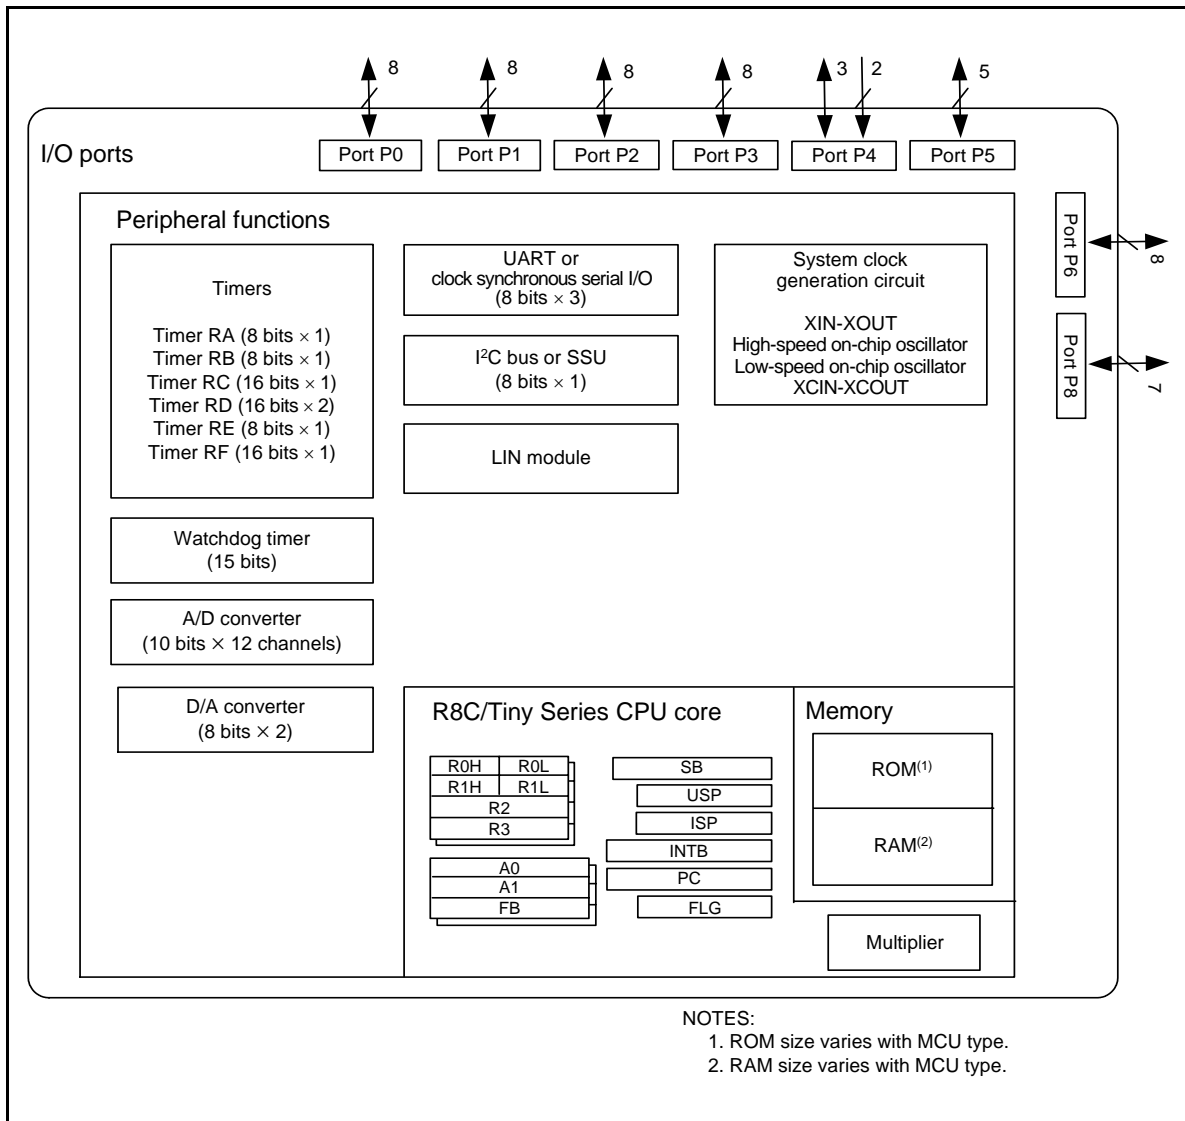 8
8
8
8
3
2
5
I/O ports
Port P0
Port P1
Port P2
Port P3
Port P4
Port P5
Port P6
8
Port P8
7
Peripheral functions
Timers
Timer RA (8 bits × 1)
Timer RB (8 bits × 1)
Timer RC (16 bits × 1)
Timer RD (16 bits × 2)
Timer RE (8 bits × 1)
Timer RF (16 bits × 1)
UART or
clock synchronous serial I/O
(8 bits × 3)
I²C bus or SSU
(8 bits × 1)
LIN module
System clock
generation circuit
XIN-XOUT
High-speed on-chip oscillator
Low-speed on-chip oscillator
XCIN-XCOUT
Watchdog timer
(15 bits)
A/D converter
(10 bits × 12 channels)
D/A converter
(8 bits × 2)
R8C/Tiny Series CPU core
R0H
R0L
R1H
R1L
R2
R3
A0
A1
FB
SB
USP
ISP
INTB
PC
FLG
Memory
ROM(1)
RAM(2)
Multiplier
NOTES:
1. ROM size varies with MCU type.
2. RAM size varies with MCU type.